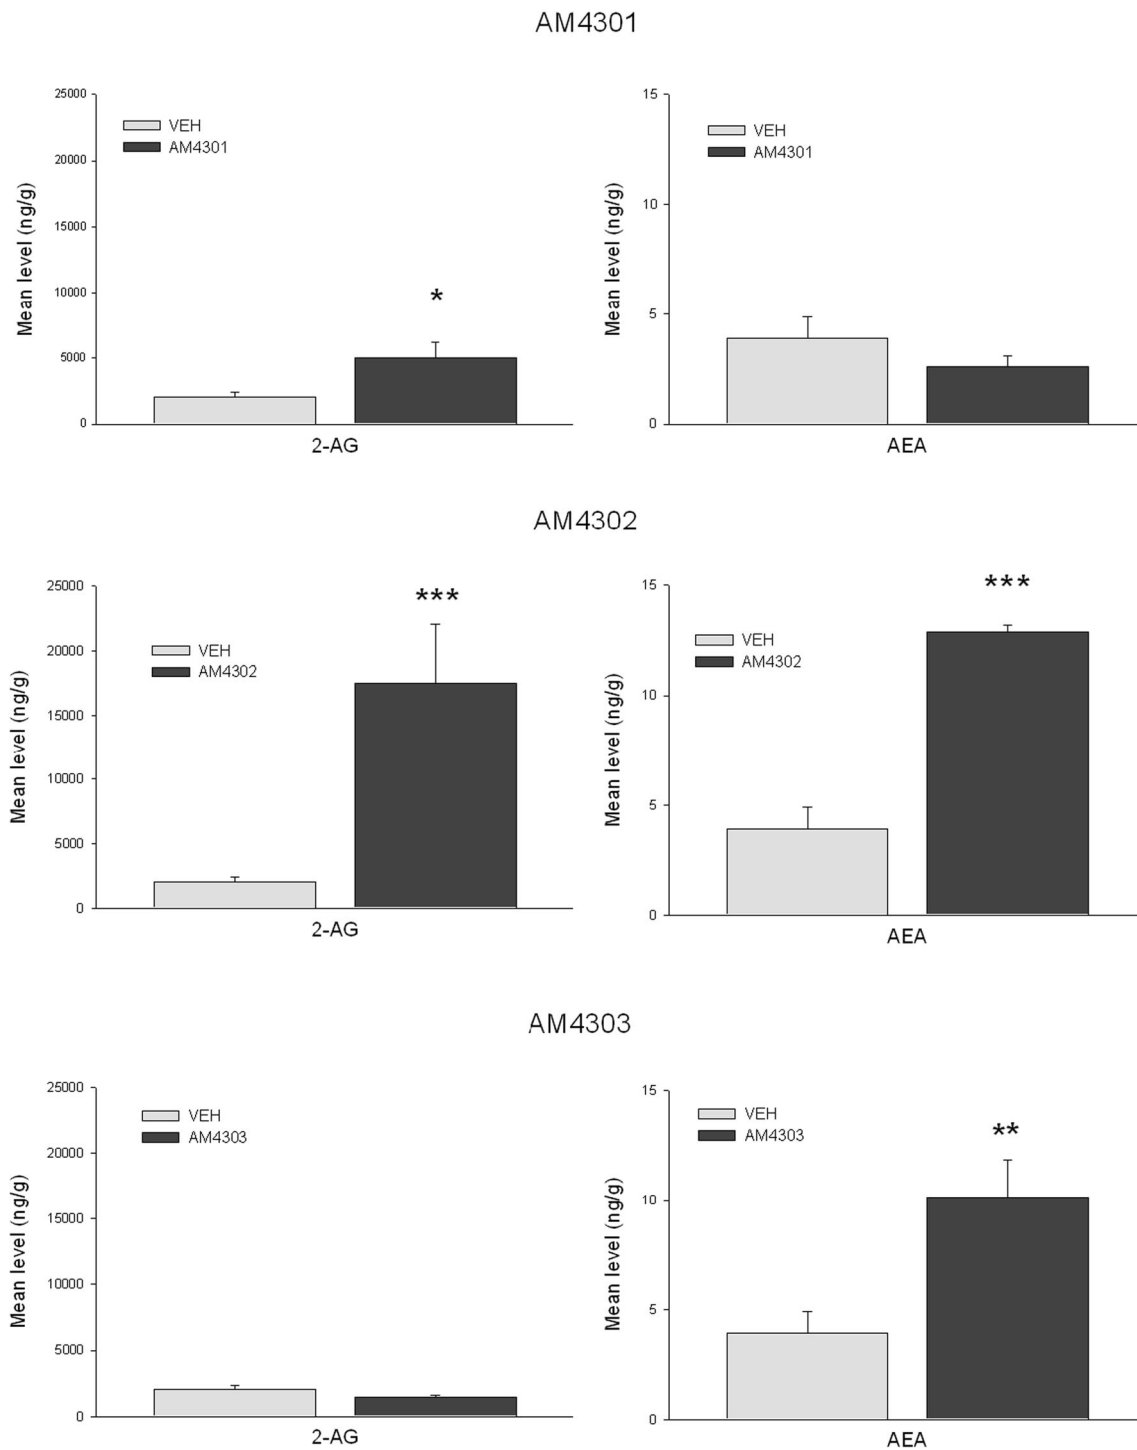 AM4301
25000
20000
15000
10000
5000
0
Mean level (ng/g)
VEH
AM4301
*
2-AG
15
10
5
0
Mean level (ng/g)
VEH
AM4301
AEA
AM4302
25000
20000
15000
10000
5000
0
Mean level (ng/g)
VEH
AM4302
***
2-AG
15
10
5
0
Mean level (ng/g)
VEH
AM4302
***
AEA
AM4303
25000
20000
15000
10000
5000
0
Mean level (ng/g)
VEH
AM4303
2-AG
15
10
5
0
Mean level (ng/g)
VEH
AM4303
**
AEA